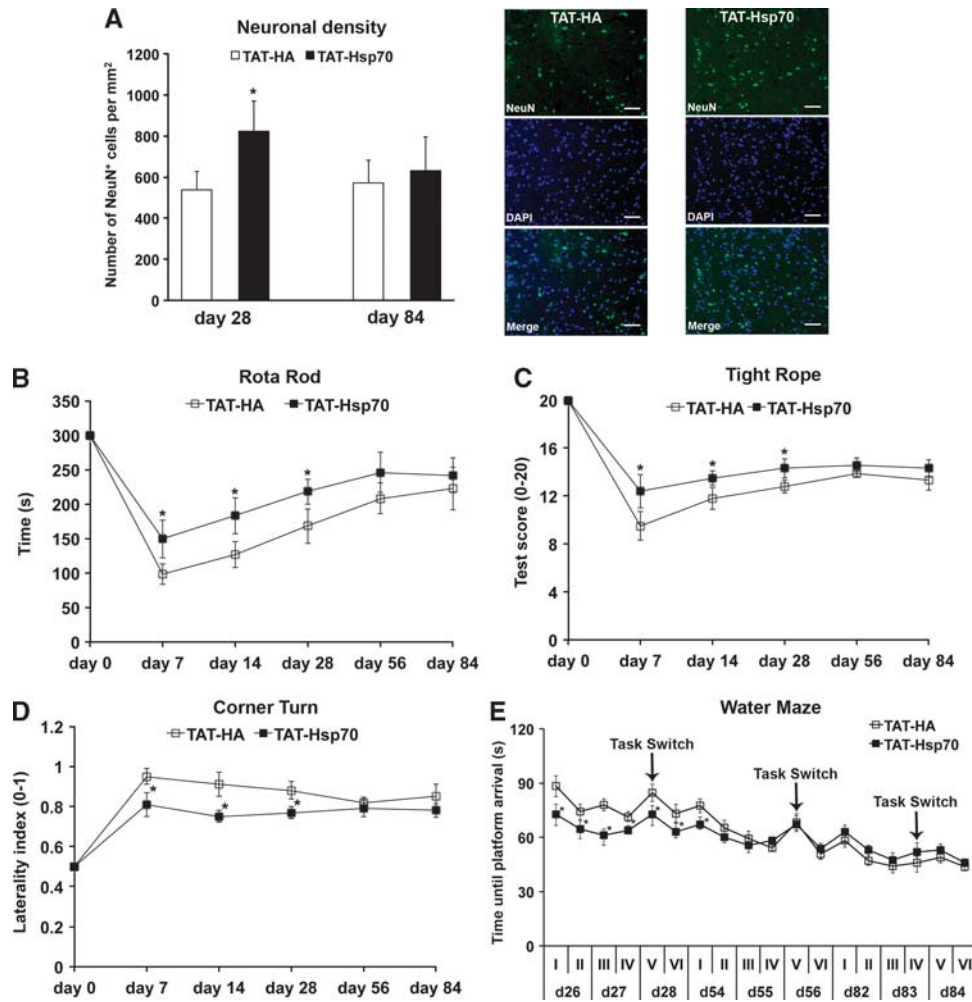 A
Neuronal density
TAT-HA TAT-Hsp70
Number of NeuN+ cells per mm2
1200
1000
800
600
400
200
0
*
day 28 day 84
TAT-HA TAT-Hsp70
NeuN NeuN
DAPI DAPI
Merge Merge
B
Rota Rod
TAT-HA TAT-Hsp70
Time (s)
350
300
250
200
150
100
50
0
* * *
day 0 day 7 day 14 day 28 day 56 day 84
C
Tight Rope
TAT-HA TAT-Hsp70
Test score (0-20)
20
16
12
8
4
0
* * *
day 0 day 7 day 14 day 28 day 56 day 84
D
Corner Turn
TAT-HA TAT-Hsp70
Laterality index (0-1)
1.2
1
0.8
0.6
0.4
0.2
0
* * *
day 0 day 7 day 14 day 28 day 56 day 84
E
Water Maze
TAT-HA
TAT-Hsp70
Time until platform arrival (s)
120
90
60
30
0
Task Switch
Task Switch
Task Switch
* * * * * * *
I II III IV V VI I II III IV V VI I II III IV V VI
d26 d27 d28 d54 d55 d56 d82 d83 d84